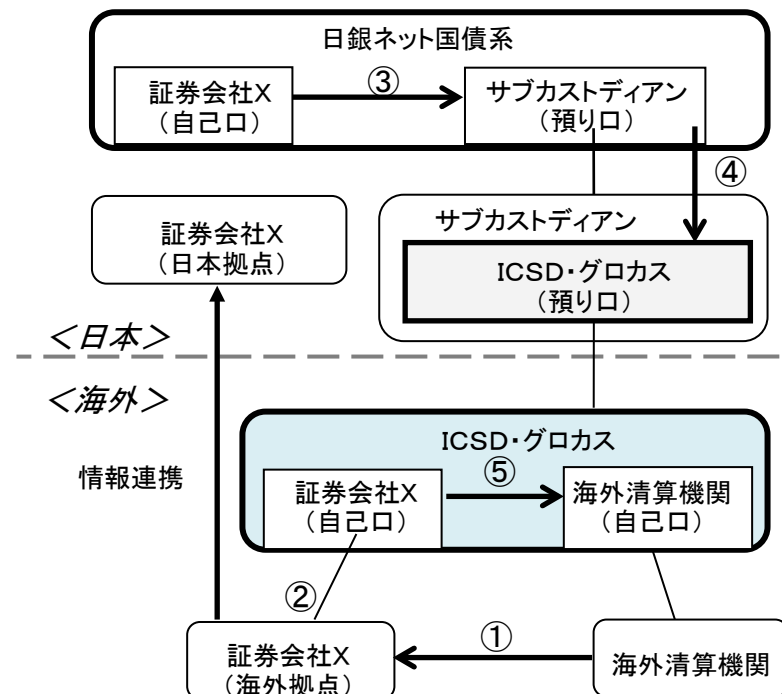 日銀ネット国債系
証券会社X
(自己口)
③
サブカストディアン
(預り口)
④
証券会社X
(日本拠点)
サブカストディアン
ICSD・グロカス
(預り口)
<日本>
<海外>
情報連携
ICSD・グロカス
証券会社X
(自己口)
⑤
海外清算機関
(自己口)
②
①
証券会社X
(海外拠点)
海外清算機関